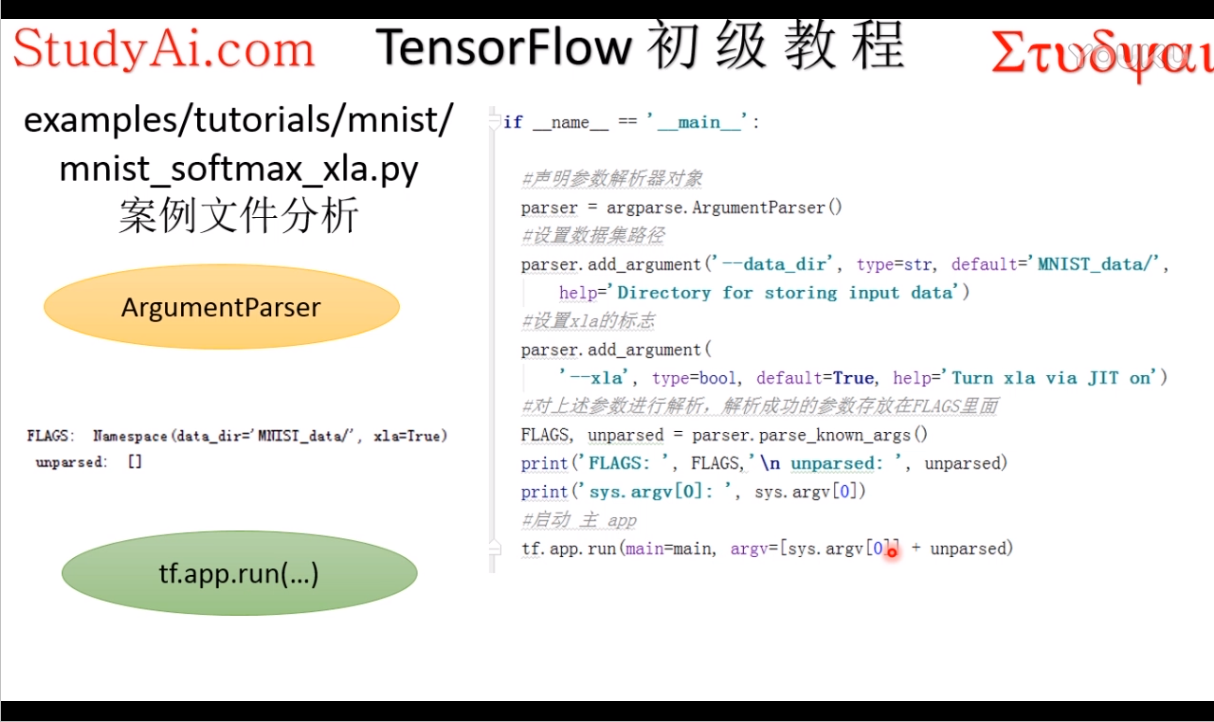 StudyAi.com
TensorFlow 初级教程
Στυδψαι
YOUKU
examples/tutorials/mnist/
mnist_softmax_xla.py
案例文件分析
ArgumentParser
FLAGS: Namespace(data_dir='MNIST_data/', xla=True)
unparsed: []
tf.app.run(...)
if __name__ == '__main__':
#声明参数解析器对象
parser = argparse.ArgumentParser()
#设置数据集路径
parser.add_argument('--data_dir', type=str, default='MNIST_data/',
help='Directory for storing input data')
#设置xla的标志
parser.add_argument(
'--xla', type=bool, default=True, help='Turn xla via JIT on')
#对上述参数进行解析，解析成功的参数存放在FLAGS里面
FLAGS, unparsed = parser.parse_known_args()
print('FLAGS: ', FLAGS,'\n unparsed: ', unparsed)
print('sys.argv[0]: ', sys.argv[0])
#启动 主 app
tf.app.run(main=main, argv=[sys.argv[0]] + unparsed)